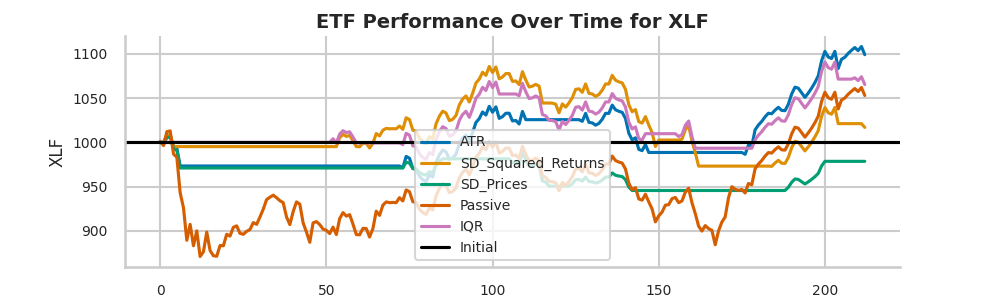 ETF Performance Over Time for XLF
XLF
1100
1050
1000
950
900
ATR
SD_Squared_Returns
SD_Prices
Passive
IQR
Initial
0
50
100
150
200